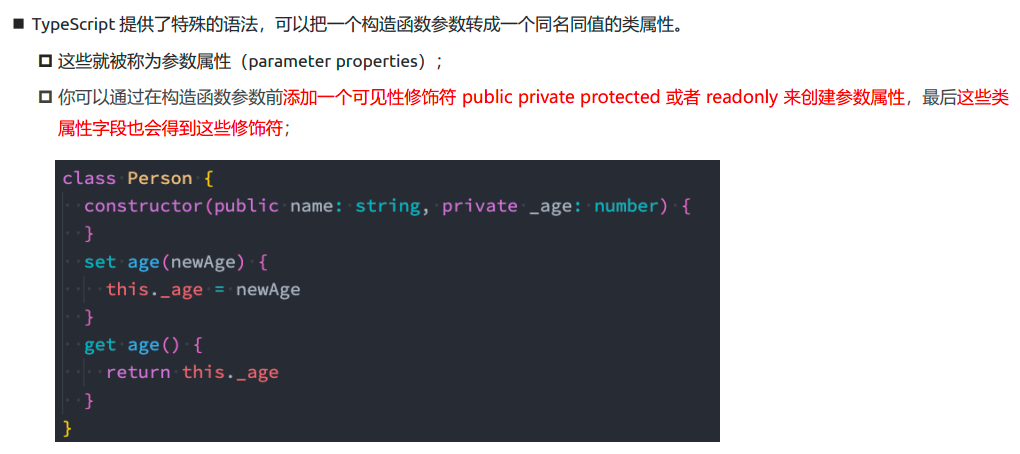 TypeScript 提供了特殊的语法，可以把一个构造函数参数转成一个同名同值的类属性。
这些就被称为参数属性（parameter properties）；
你可以通过在构造函数参数前添加一个可见性修饰符 public private protected 或者 readonly 来创建参数属性，最后这些类
属性字段也会得到这些修饰符；
class Person {
  constructor(public name: string, private _age: number) {
  }
  set age(newAge) {
    this._age = newAge
  }
  get age() {
    return this._age
  }
}